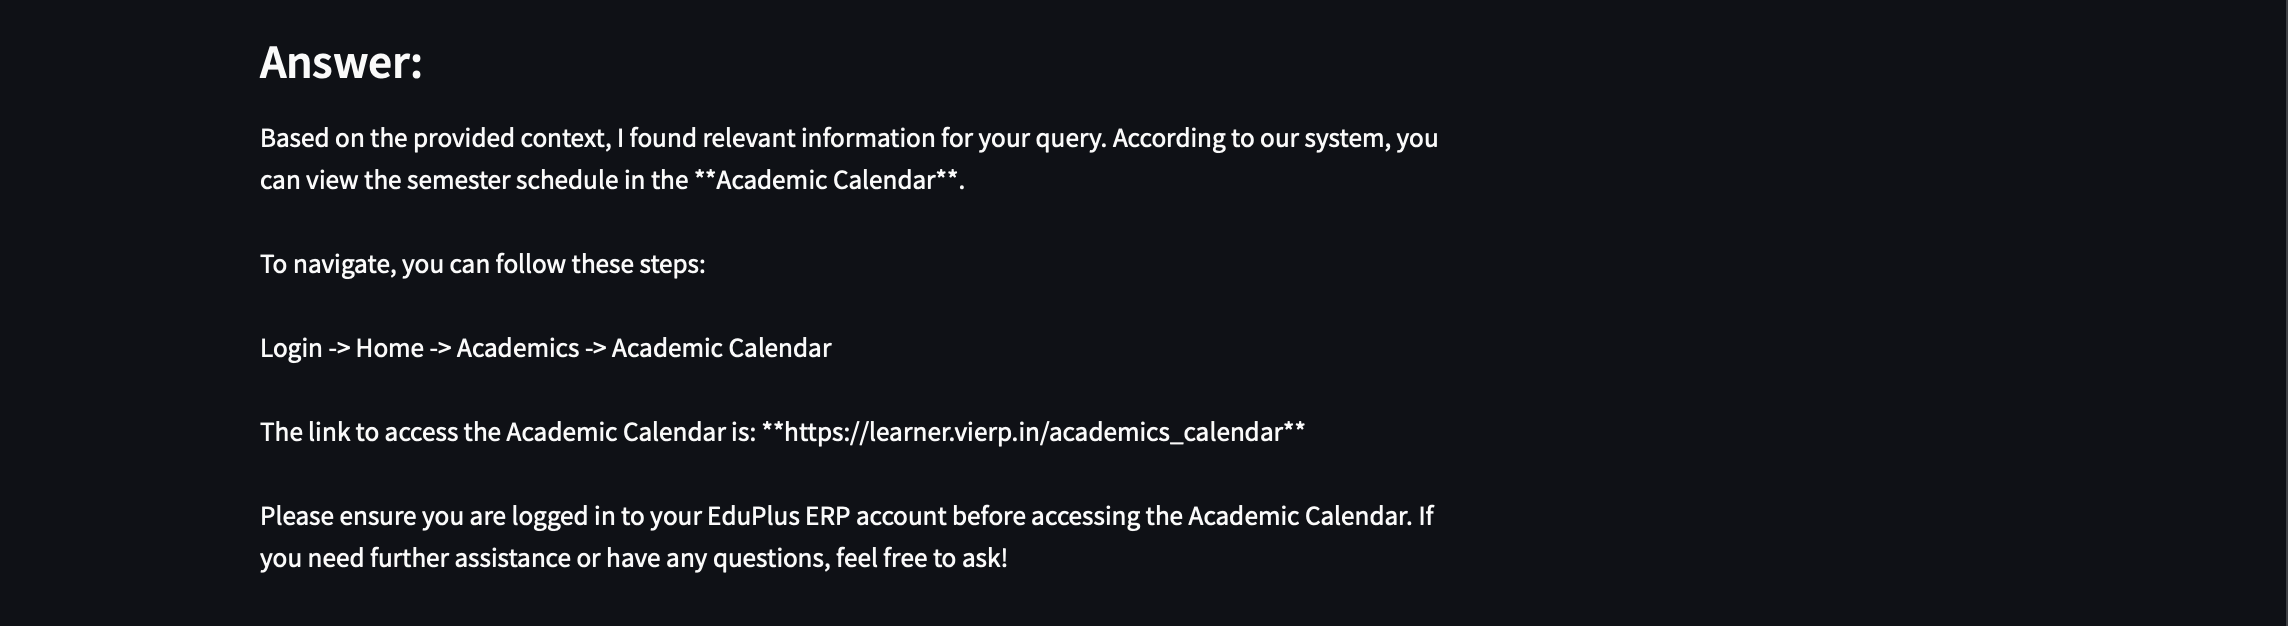 Answer:
Based on the provided context, I found relevant information for your query. According to our system, you
can view the semester schedule in the **Academic Calendar**.
To navigate, you can follow these steps:
Login -> Home -> Academics -> Academic Calendar
The link to access the Academic Calendar is: **https://learner.vierp.in/academics_calendar**
Please ensure you are logged in to your EduPlus ERP account before accessing the Academic Calendar. If
you need further assistance or have any questions, feel free to ask!